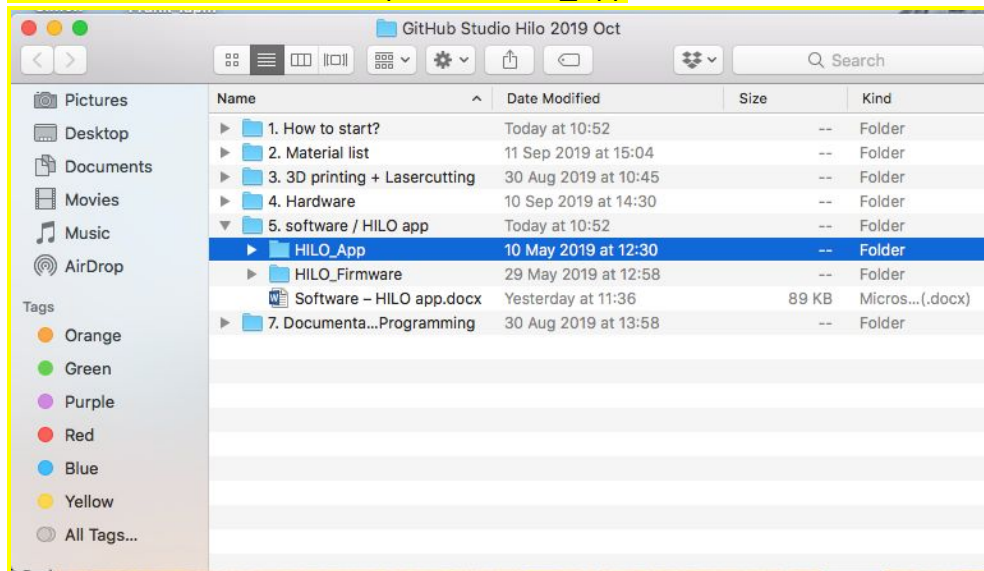 GitHub Studio Hilo 2019 Oct
Search
Pictures
Desktop
Documents
Movies
Music
AirDrop
Tags
Orange
Green
Purple
Red
Blue
Yellow
All Tags...
Name Date Modified Size Kind
1. How to start? Today at 10:52 -- Folder
2. Material list 11 Sep 2019 at 15:04 -- Folder
3. 3D printing + Lasercutting 30 Aug 2019 at 10:45 -- Folder
4. Hardware 10 Sep 2019 at 14:30 -- Folder
5. software / HILO app Today at 10:52 -- Folder
HILO_App 10 May 2019 at 12:30 -- Folder
HILO_Firmware 29 May 2019 at 12:58 -- Folder
Software – HILO app.docx Yesterday at 11:36 89 KB Micros...(.docx)
7. Documenta...Programming 30 Aug 2019 at 13:58 -- Folder